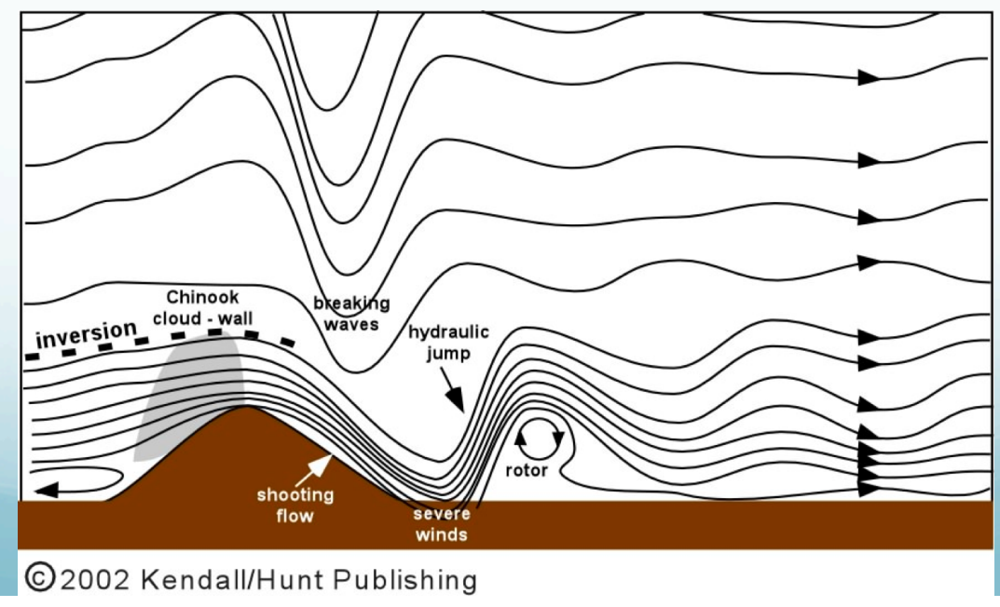 Chinook
cloud - wall
inversion
breaking
waves
hydraulic
jump
rotor
shooting
flow
severe
winds
©2002 Kendall/Hunt Publishing